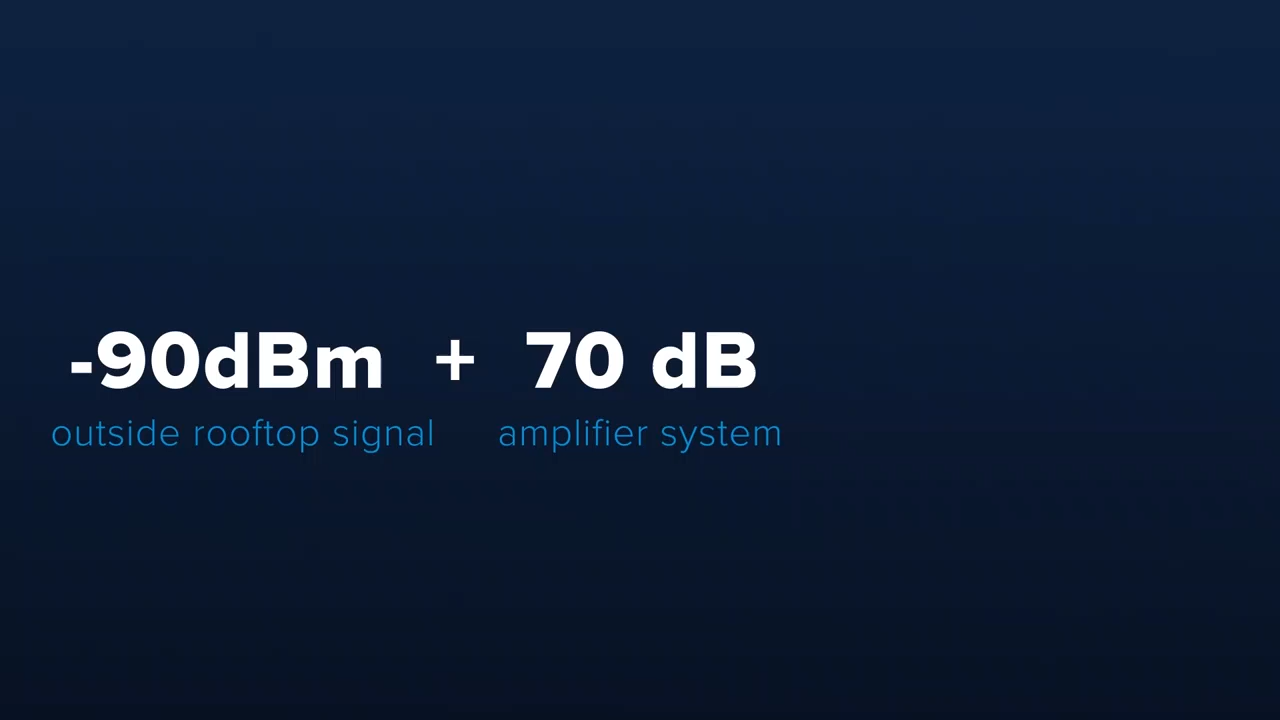 -90dBm + 70 dB
outside rooftop signal amplifier system